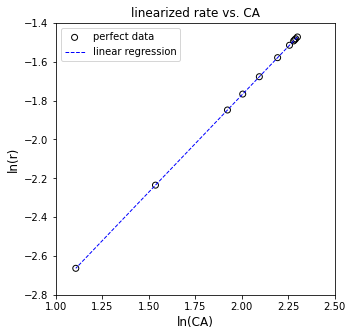 linearized rate vs. CA
perfect data
linear regression
ln(r)
−1.4
−1.6
−1.8
−2.0
−2.2
−2.4
−2.6
−2.8
1.00 1.25 1.50 1.75 2.00 2.25 2.50
ln(CA)